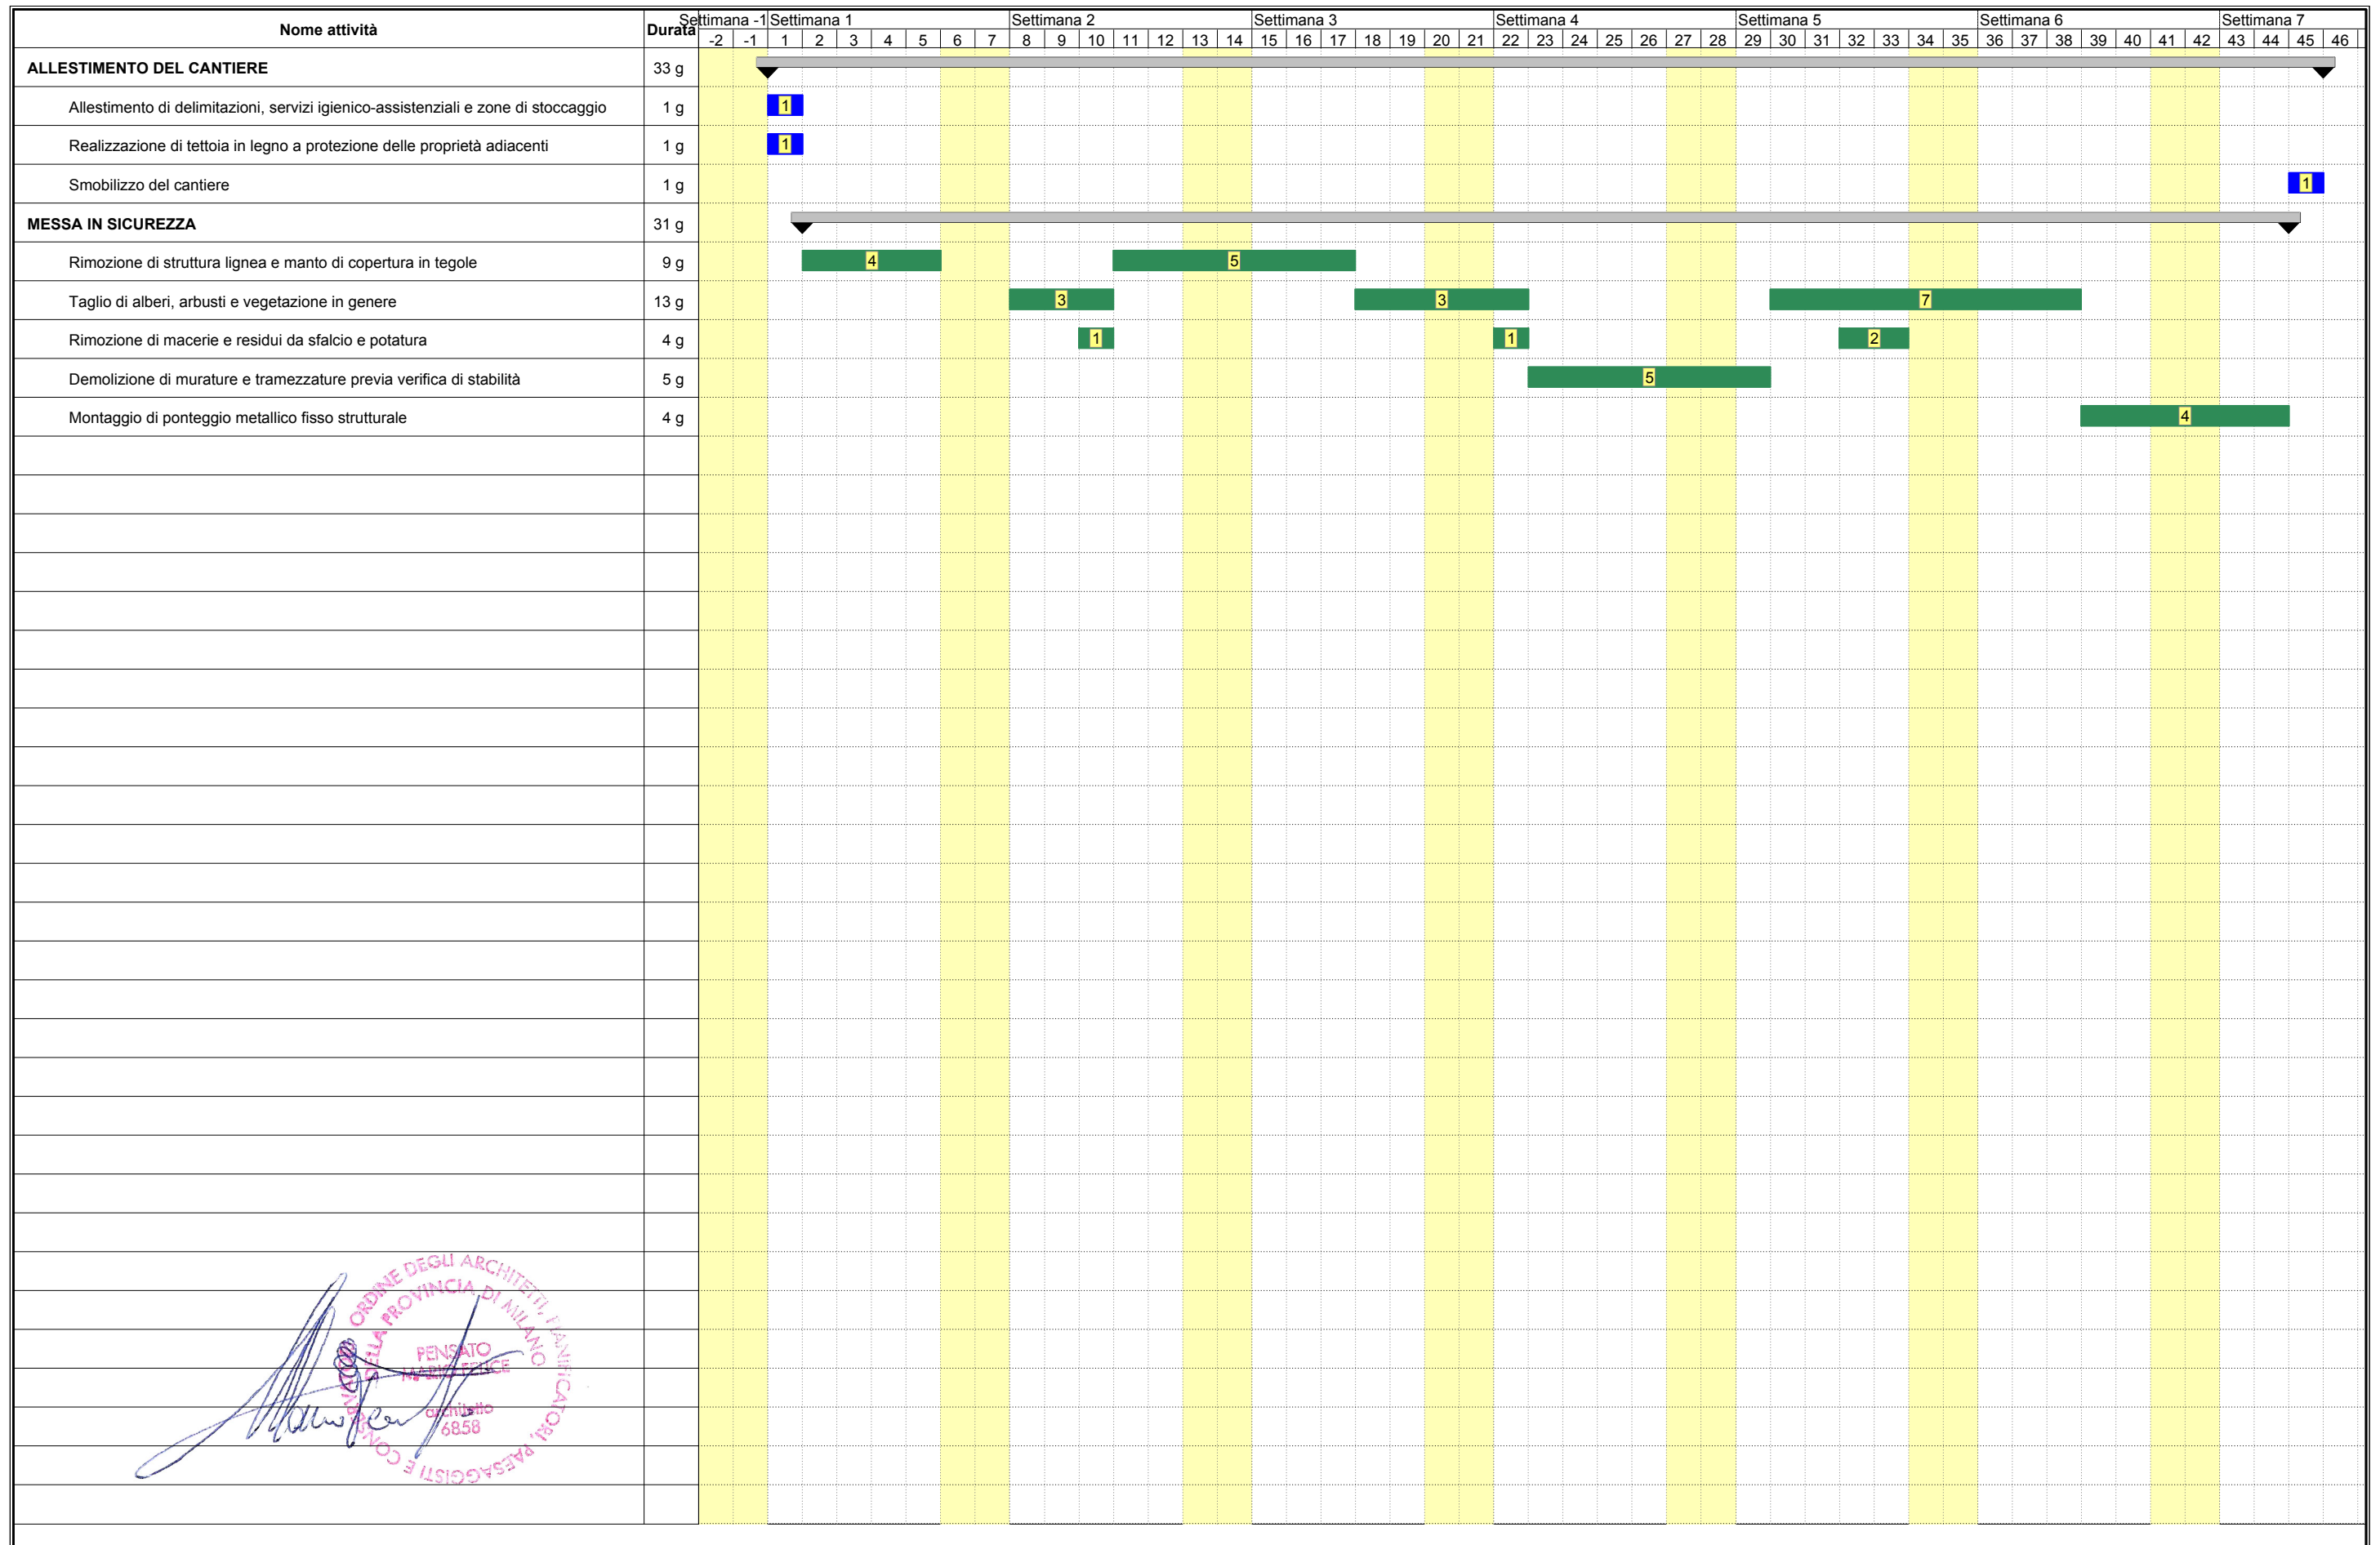 Nome attività Durata Settimana -1 Settimana 1 Settimana 2 Settimana 3 Settimana 4 Settimana 5 Settimana 6 Settimana 7
-2 -1 1 2 3 4 5 6 7 8 9 10 11 12 13 14 15 16 17 18 19 20 21 22 23 24 25 26 27 28 29 30 31 32 33 34 35 36 37 38 39 40 41 42 43 44 45 46
ALLESTIMENTO DEL CANTIERE 33 g
Allestimento di delimitazioni, servizi igienico-assistenziali e zone di stoccaggio 1 g 1
Realizzazione di tettoia in legno a protezione delle proprietà adiacenti 1 g 1
Smobilizzo del cantiere 1 g 1
MESSA IN SICUREZZA 31 g
Rimozione di struttura lignea e manto di copertura in tegole 9 g 4 5
Taglio di alberi, arbusti e vegetazione in genere 13 g 3 3 7
Rimozione di macerie e residui da sfalcio e potatura 4 g 1 1 2
Demolizione di murature e tramezzature previa verifica di stabilità 5 g 5
Montaggio di ponteggio metallico fisso strutturale 4 g 4
ORDINE DEGLI ARCHITETTI, PIANIFICATORI, PAESAGGISTI E CONSERVATORI
DELLA PROVINCIA DI MILANO
PENSATO
MARIO FELICE
architetto
6858